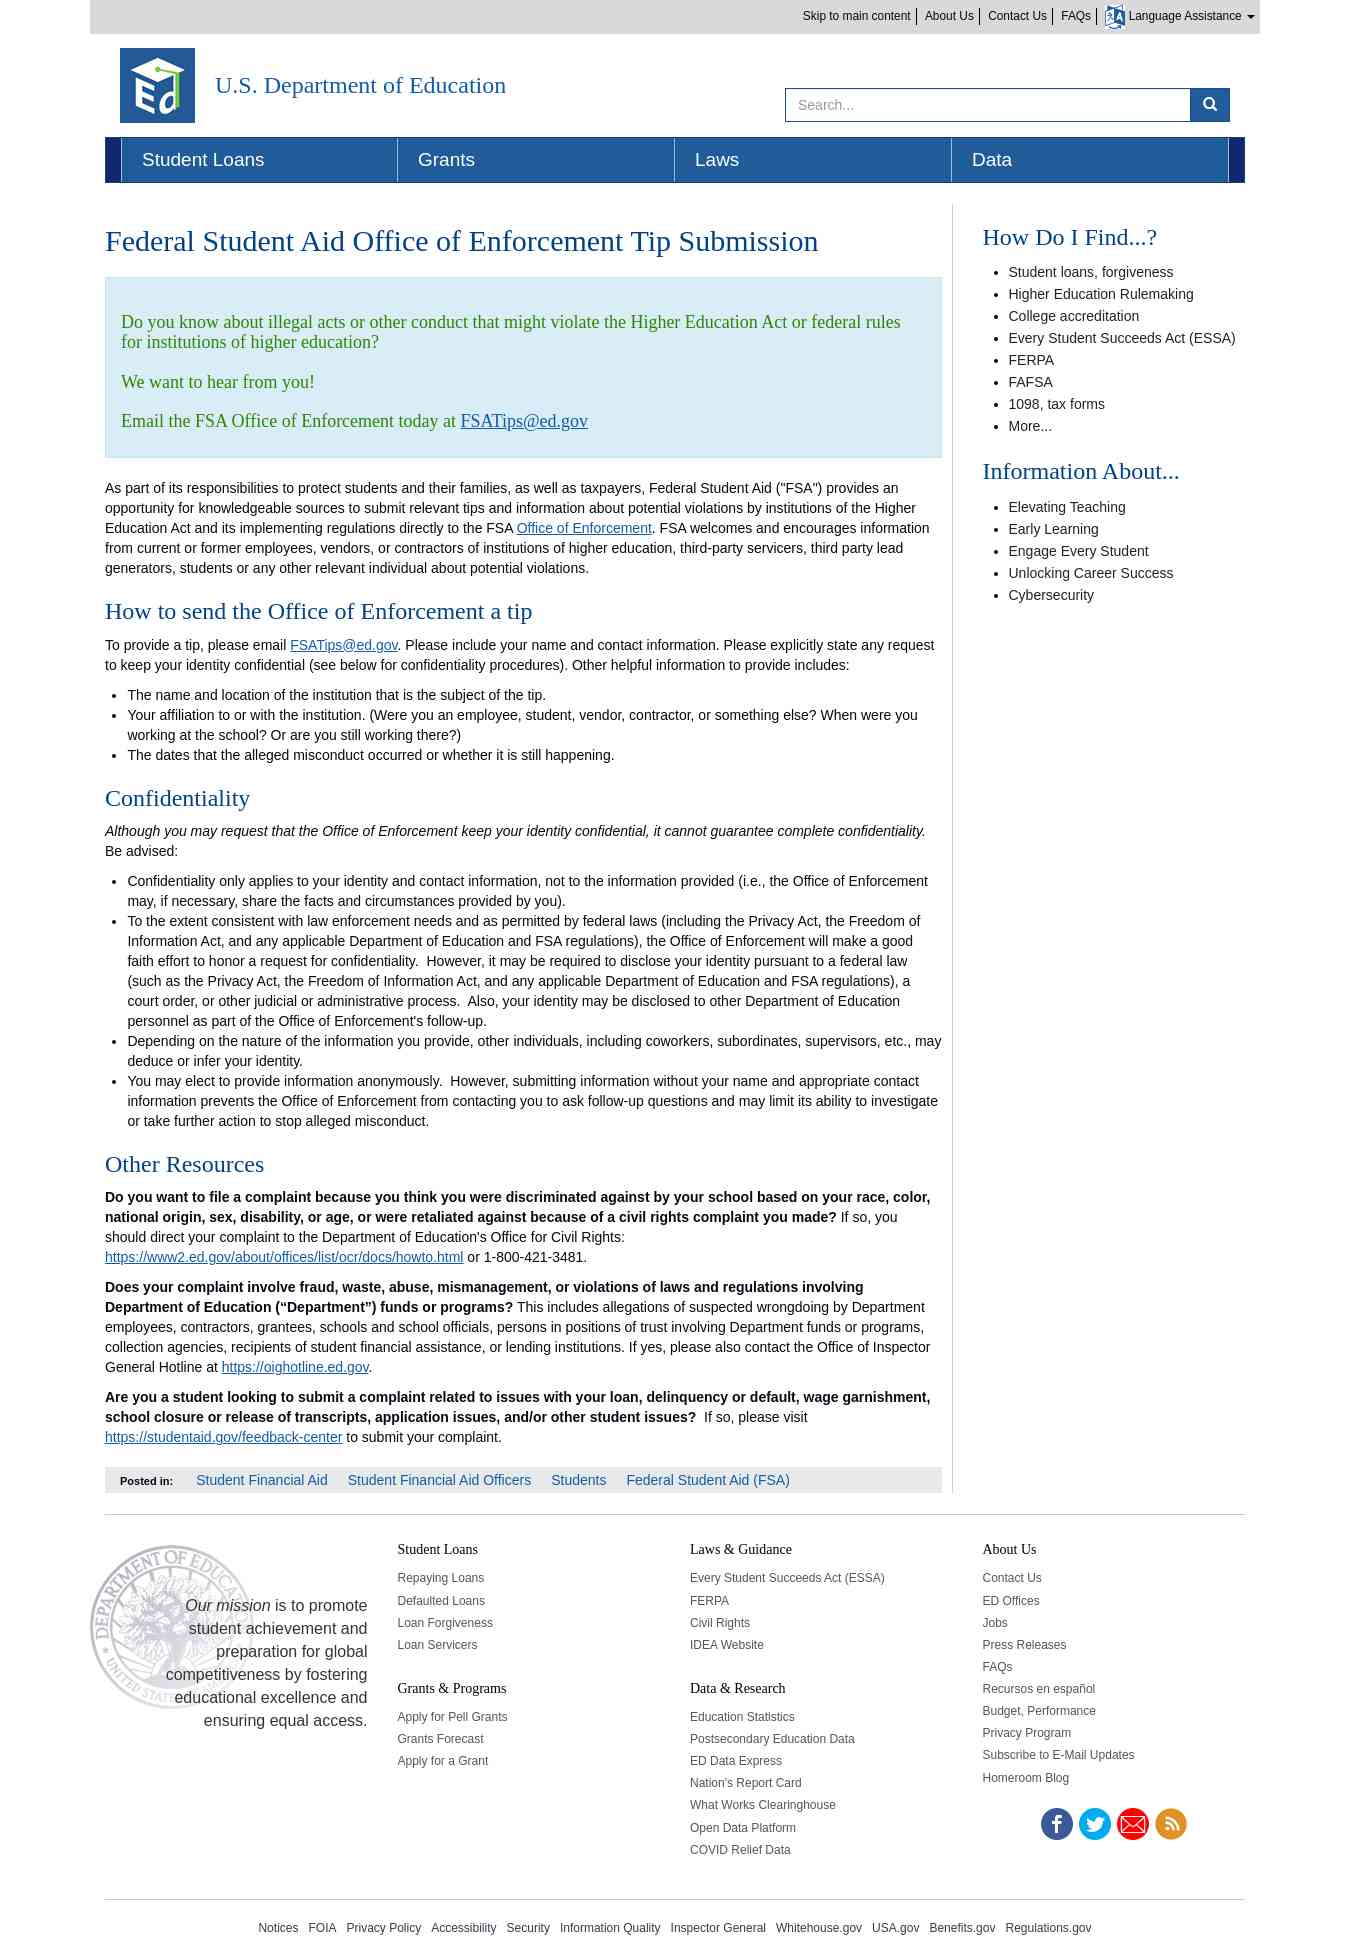 Skip to main content About Us Contact Us FAQs Language Assistance
Ed
U.S. Department of Education
Search...
Student Loans Grants Laws Data
Federal Student Aid Office of Enforcement Tip Submission
Do you know about illegal acts or other conduct that might violate the Higher Education Act or federal rules
for institutions of higher education?
We want to hear from you!
Email the FSA Office of Enforcement today at FSATips@ed.gov
As part of its responsibilities to protect students and their families, as well as taxpayers, Federal Student Aid ("FSA") provides an
opportunity for knowledgeable sources to submit relevant tips and information about potential violations by institutions of the Higher
Education Act and its implementing regulations directly to the FSA Office of Enforcement. FSA welcomes and encourages information
from current or former employees, vendors, or contractors of institutions of higher education, third-party servicers, third party lead
generators, students or any other relevant individual about potential violations.
How to send the Office of Enforcement a tip
To provide a tip, please email FSATips@ed.gov. Please include your name and contact information. Please explicitly state any request
to keep your identity confidential (see below for confidentiality procedures). Other helpful information to provide includes:
• The name and location of the institution that is the subject of the tip.
• Your affiliation to or with the institution. (Were you an employee, student, vendor, contractor, or something else? When were you
working at the school? Or are you still working there?)
• The dates that the alleged misconduct occurred or whether it is still happening.
Confidentiality
Although you may request that the Office of Enforcement keep your identity confidential, it cannot guarantee complete confidentiality.
Be advised:
• Confidentiality only applies to your identity and contact information, not to the information provided (i.e., the Office of Enforcement
may, if necessary, share the facts and circumstances provided by you).
• To the extent consistent with law enforcement needs and as permitted by federal laws (including the Privacy Act, the Freedom of
Information Act, and any applicable Department of Education and FSA regulations), the Office of Enforcement will make a good
faith effort to honor a request for confidentiality. However, it may be required to disclose your identity pursuant to a federal law
(such as the Privacy Act, the Freedom of Information Act, and any applicable Department of Education and FSA regulations), a
court order, or other judicial or administrative process. Also, your identity may be disclosed to other Department of Education
personnel as part of the Office of Enforcement's follow-up.
• Depending on the nature of the information you provide, other individuals, including coworkers, subordinates, supervisors, etc., may
deduce or infer your identity.
• You may elect to provide information anonymously. However, submitting information without your name and appropriate contact
information prevents the Office of Enforcement from contacting you to ask follow-up questions and may limit its ability to investigate
or take further action to stop alleged misconduct.
Other Resources
Do you want to file a complaint because you think you were discriminated against by your school based on your race, color,
national origin, sex, disability, or age, or were retaliated against because of a civil rights complaint you made? If so, you
should direct your complaint to the Department of Education's Office for Civil Rights:
https://www2.ed.gov/about/offices/list/ocr/docs/howto.html or 1-800-421-3481.
Does your complaint involve fraud, waste, abuse, mismanagement, or violations of laws and regulations involving
Department of Education (“Department”) funds or programs? This includes allegations of suspected wrongdoing by Department
employees, contractors, grantees, schools and school officials, persons in positions of trust involving Department funds or programs,
collection agencies, recipients of student financial assistance, or lending institutions. If yes, please also contact the Office of Inspector
General Hotline at https://oighotline.ed.gov.
Are you a student looking to submit a complaint related to issues with your loan, delinquency or default, wage garnishment,
school closure or release of transcripts, application issues, and/or other student issues? If so, please visit
https://studentaid.gov/feedback-center to submit your complaint.
Posted in: Student Financial Aid Student Financial Aid Officers Students Federal Student Aid (FSA)
How Do I Find...?
• Student loans, forgiveness
• Higher Education Rulemaking
• College accreditation
• Every Student Succeeds Act (ESSA)
• FERPA
• FAFSA
• 1098, tax forms
• More...
Information About...
• Elevating Teaching
• Early Learning
• Engage Every Student
• Unlocking Career Success
• Cybersecurity
Our mission is to promote
student achievement and
preparation for global
competitiveness by fostering
educational excellence and
ensuring equal access.
Student Loans
Repaying Loans
Defaulted Loans
Loan Forgiveness
Loan Servicers
Grants & Programs
Apply for Pell Grants
Grants Forecast
Apply for a Grant
Laws & Guidance
Every Student Succeeds Act (ESSA)
FERPA
Civil Rights
IDEA Website
Data & Research
Education Statistics
Postsecondary Education Data
ED Data Express
Nation's Report Card
What Works Clearinghouse
Open Data Platform
COVID Relief Data
About Us
Contact Us
ED Offices
Jobs
Press Releases
FAQs
Recursos en español
Budget, Performance
Privacy Program
Subscribe to E-Mail Updates
Homeroom Blog
Notices FOIA Privacy Policy Accessibility Security Information Quality Inspector General Whitehouse.gov USA.gov Benefits.gov Regulations.gov